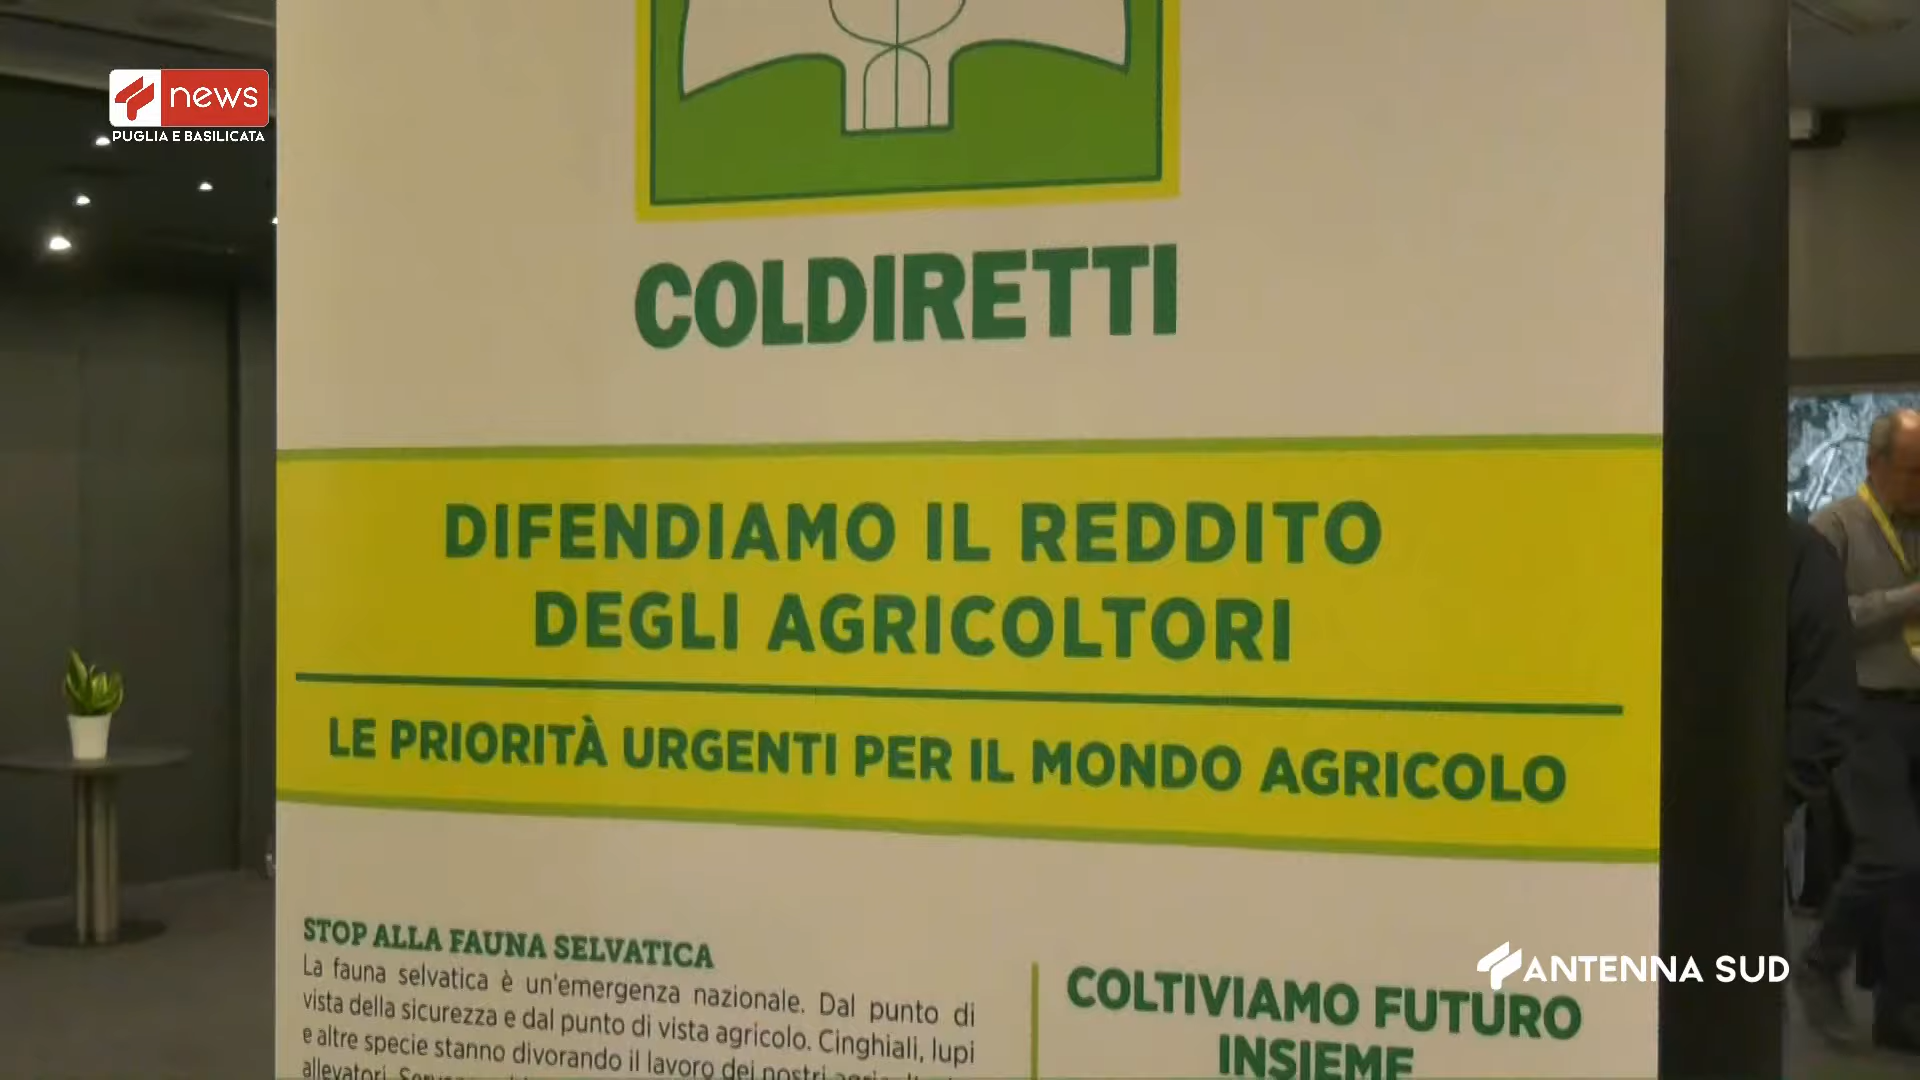 news
PUGLIA E BASILICATA
COLDIRETTI
DIFENDIAMO IL REDDITO
DEGLI AGRICOLTORI
LE PRIORITÀ URGENTI PER IL MONDO AGRICOLO
STOP ALLA FAUNA SELVATICA
La fauna selvatica è un'emergenza nazionale. Dal punto di
vista della sicurezza e dal punto di vista agricolo. Cinghiali, lupi
e altre specie stanno divorando il lavoro dei nostri
allevatori.
COLTIVIAMO FUTURO
INSIEME
ANTENNA SUD